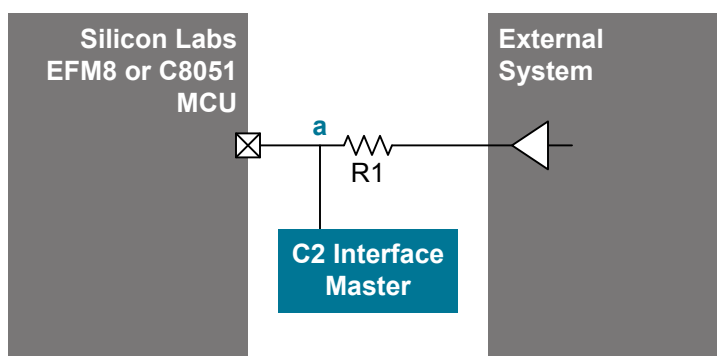 Silicon Labs
EFM8 or C8051
MCU
External
System
a
R1
C2 Interface
Master